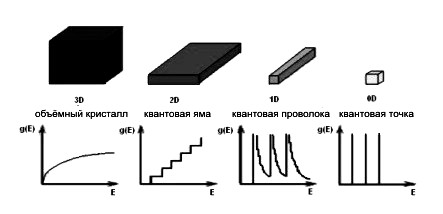 3D 2D 1D 0D
объёмный кристалл квантовая яма квантовая проволока квантовая точка
g(E) g(E) g(E) g(E)
E E E E